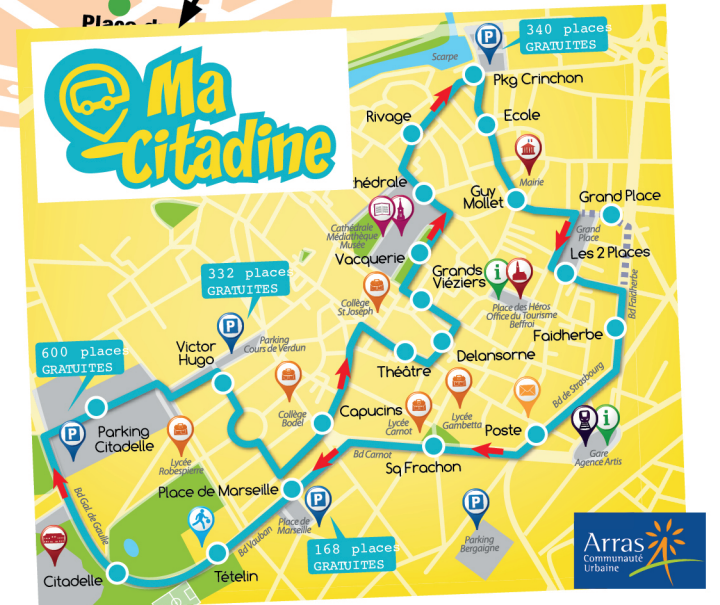 Ma
Citadine
340 places
GRATUITES
P
Scarpe
Pkg Crinchon
Rivage
Ecole
Mairie
Guy
Mollet
Grand Place
Grand
Place
Cathédrale
Médiathèque
Musée
Vacquerie
Les 2 Places
Grands
Viéziers
i
Place des Héros
Office du Tourisme
Beffroi
Bd Faidherbe
332 places
GRATUITES
P
Collège
St Joseph
Faidherbe
Parking
Cours de Verdun
Victor
Hugo
600 places
GRATUITES
Delansorne
Théâtre
Bd de Strasbourg
Collège
Bodel
Capucins
Lycée
Carnot
Lycée
Gambetta
Poste
i
Gare
Agence Artis
P
Parking
Citadelle
Lycée
Robespierre
Bd Carnot
Sq Frachon
Place de Marseille
P
Place de
Marseille
P
Parking
Bergaigne
Bd Gal. de Gaulle
Bd Vauban
168 places
GRATUITES
Citadelle
Tételin
Arras
Communauté
Urbaine